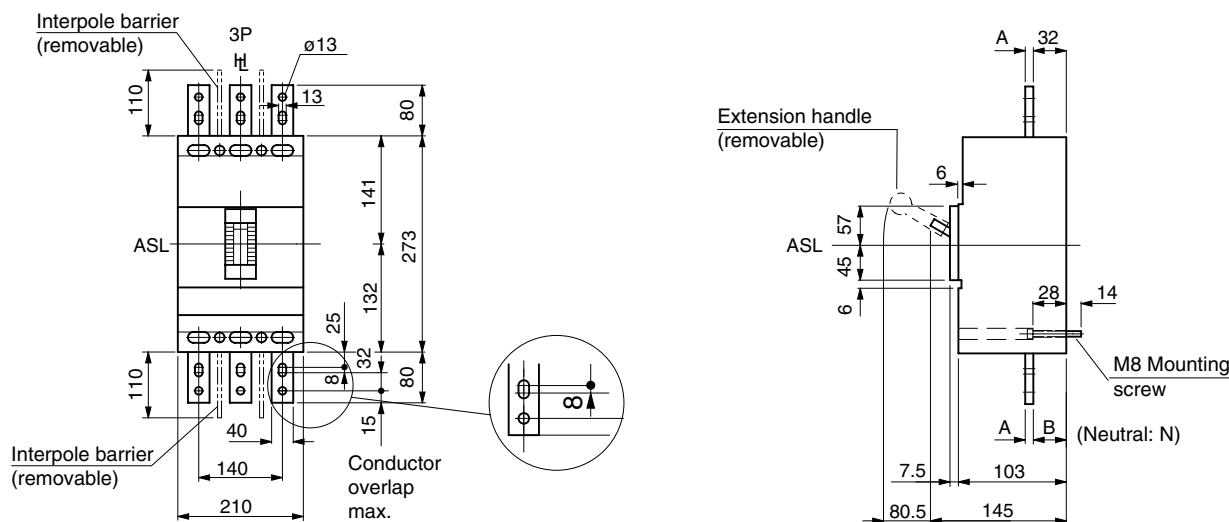 Interpole barrier
(removable)
3P
H
L
ø13
13
110
80
141
ASL
273
132
25
32
8
80
110
15
40
Interpole barrier
(removable)
140
210
Conductor
overlap
max.
8
A
32
Extension handle
(removable)
6
57
ASL
45
6
28
14
M8 Mounting
screw
A
B
(Neutral: N)
7.5
103
80.5
145